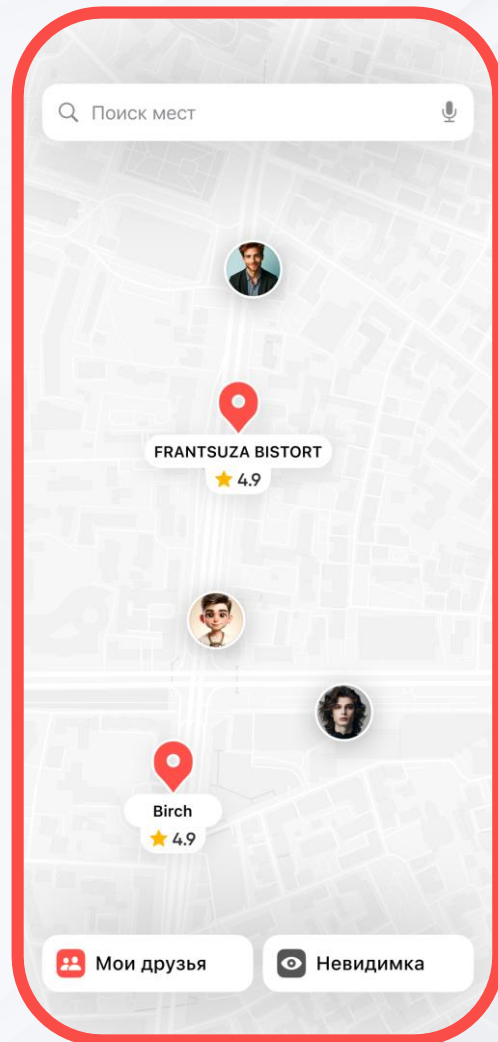 Поиск мест
FRANTSUZA BISTORT
4.9
Birch
4.9
Мои друзья
Невидимка